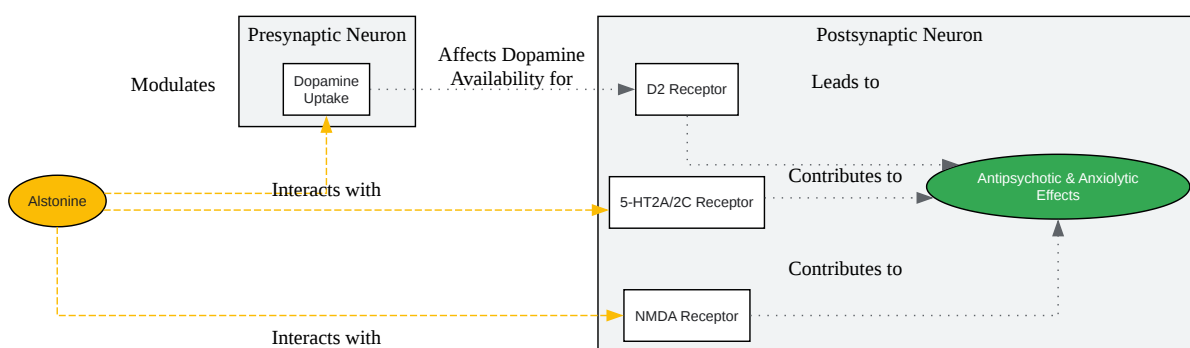 Presynaptic Neuron
Postsynaptic Neuron
Affects Dopamine
Availability for
Modulates
Dopamine
Uptake
D2 Receptor
Leads to
Alstonine
Interacts with
5-HT2A/2C Receptor
Contributes to
Antipsychotic & Anxiolytic
Effects
Contributes to
NMDA Receptor
Interacts with